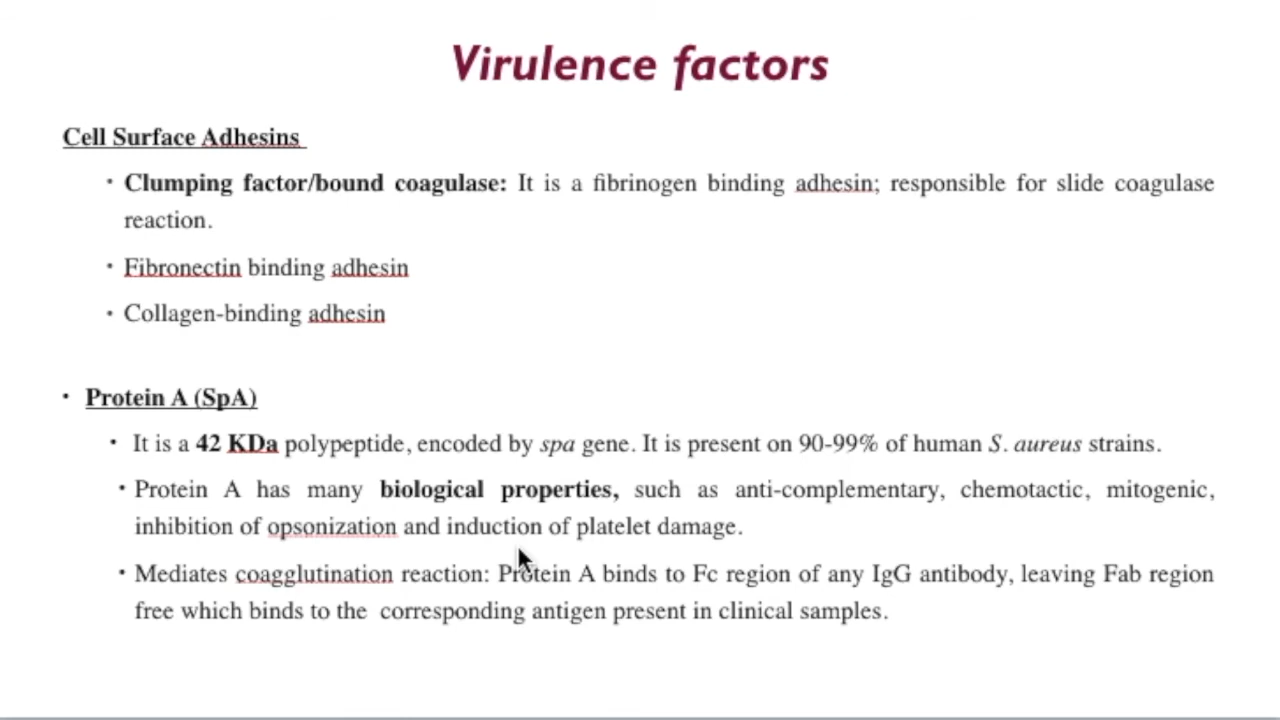 Virulence factors
Cell Surface Adhesins
• Clumping factor/bound coagulase: It is a fibrinogen binding adhesin; responsible for slide coagulase
reaction.
• Fibronectin binding adhesin
• Collagen-binding adhesin
• Protein A (SpA)
• It is a 42 KDa polypeptide, encoded by spa gene. It is present on 90-99% of human S. aureus strains.
• Protein A has many biological properties, such as anti-complementary, chemotactic, mitogenic,
inhibition of opsonization and induction of platelet damage.
• Mediates coagglutination reaction: Protein A binds to Fc region of any IgG antibody, leaving Fab region
free which binds to the corresponding antigen present in clinical samples.